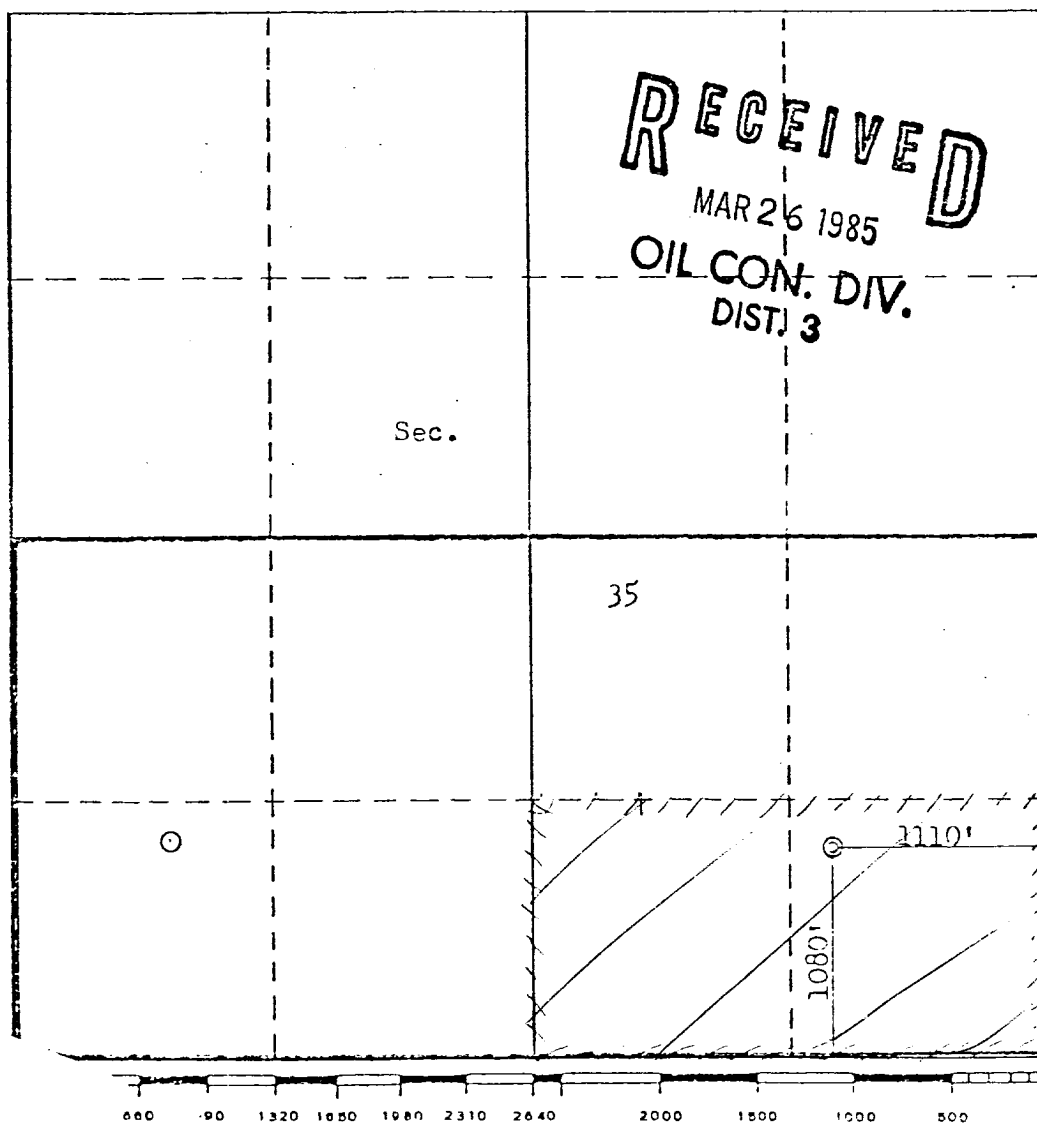 RECEIVED
MAR 26 1985
OIL CON. DIV.
DIST. 3
Sec.
35
1110'
1080'
660 90 1320 1650 1980 2310 2640 2000 1500 1000 500